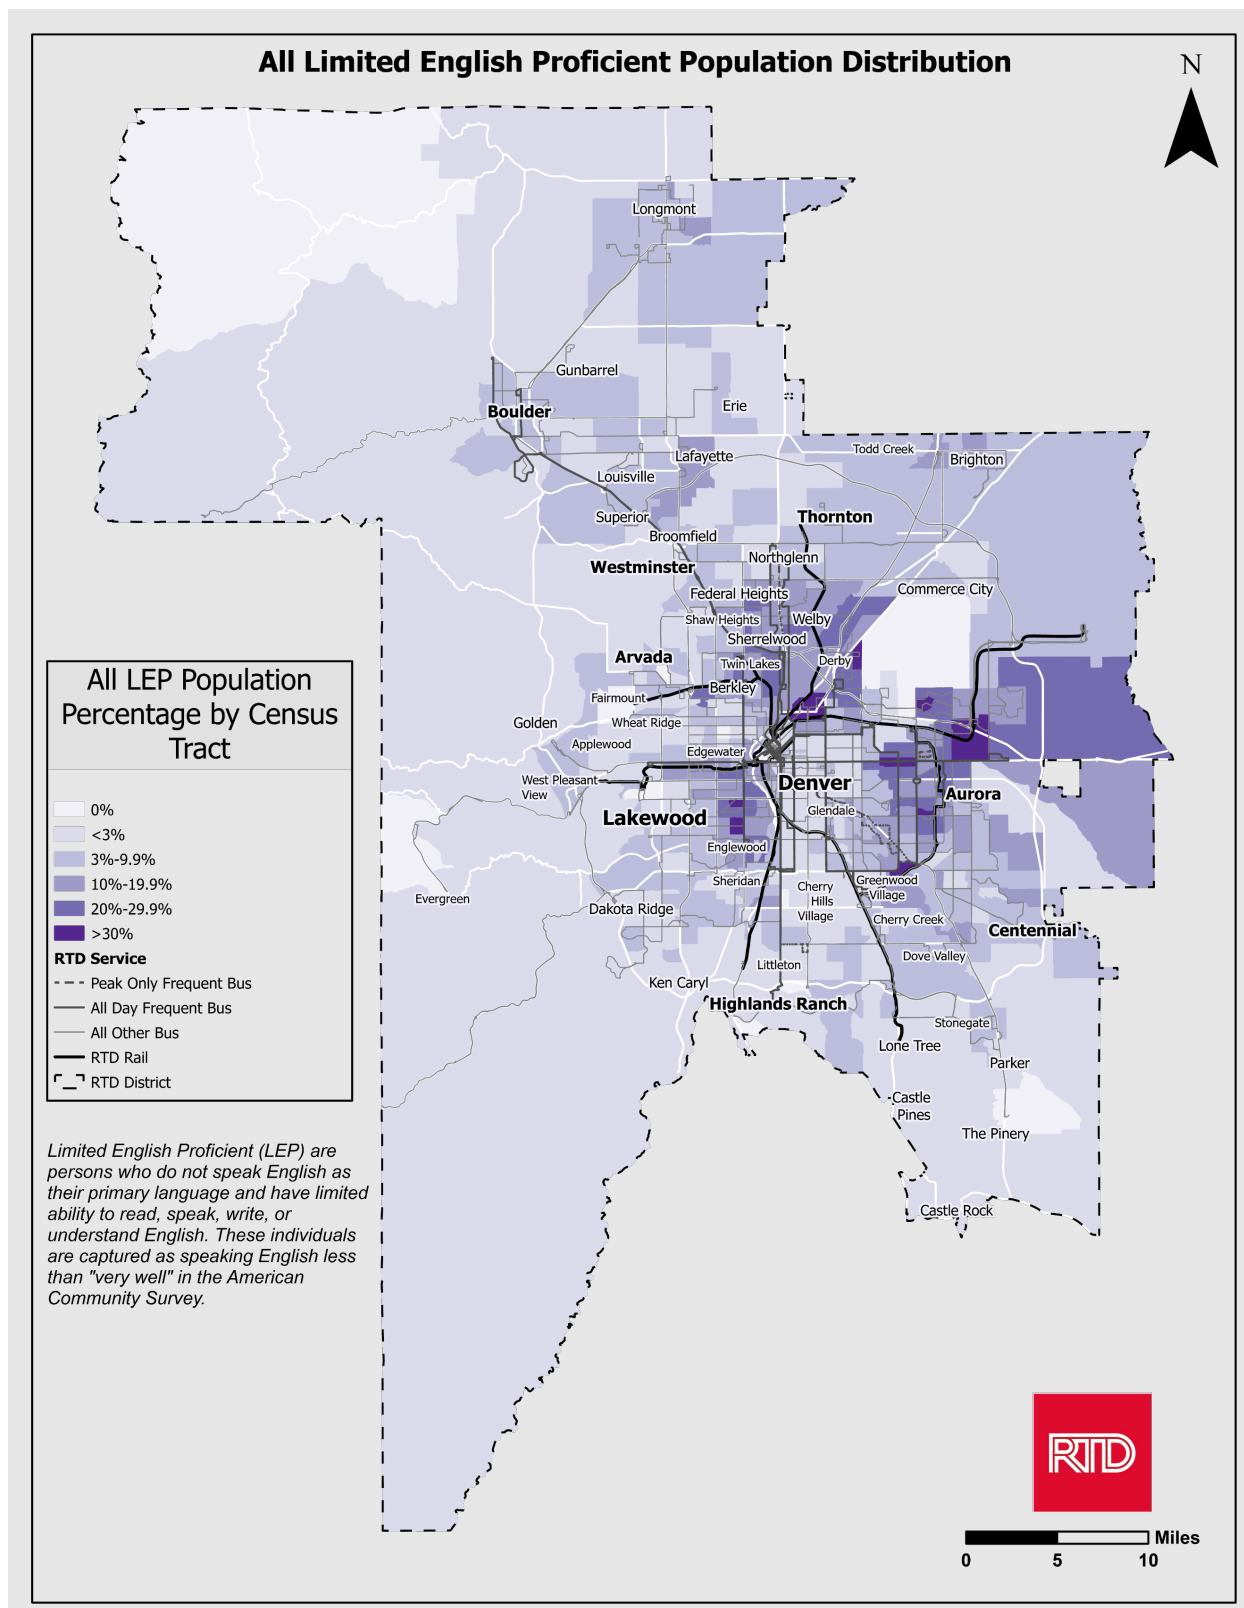 All Limited English Proficient Population Distribution
N
Longmont
Gunbarrel
Erie
Boulder
Todd Creek
Lafayette
Brighton
Louisville
Superior
Thornton
Broomfield
Northglenn
Westminster
Commerce City
Federal Heights
Shaw Heights
Welby
Sherrelwood
Arvada
Twin Lakes
Derby
Berkley
Fairmount
Golden
Wheat Ridge
Applewood
Edgewater
West Pleasant
View
Denver
Aurora
Lakewood
Glendale
Englewood
Sheridan
Greenwood
Village
Cherry
Hills
Village
Evergreen
Dakota Ridge
Cherry Creek
Centennial
Dove Valley
Littleton
Ken Caryl
Highlands Ranch
Stonegate
Lone Tree
Parker
Castle
Pines
The Pinery
Castle Rock
All LEP Population
Percentage by Census
Tract
0%
<3%
3%-9.9%
10%-19.9%
20%-29.9%
>30%
RTD Service
Peak Only Frequent Bus
All Day Frequent Bus
All Other Bus
RTD Rail
RTD District
Limited English Proficient (LEP) are
persons who do not speak English as
their primary language and have limited
ability to read, speak, write, or
understand English. These individuals
are captured as speaking English less
than "very well" in the American
Community Survey.
RTD
Miles
0 5 10